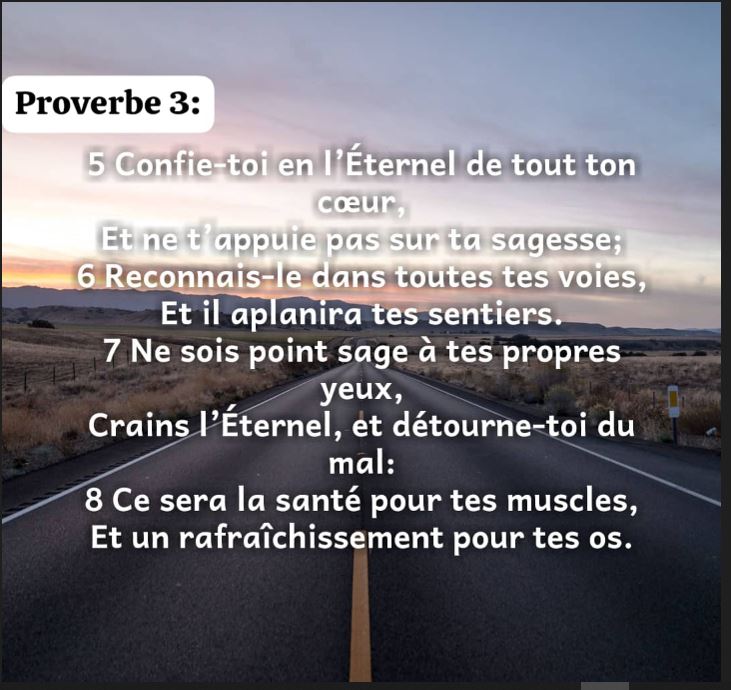 Proverbe 3:
5 Confie-toi en l’Éternel de tout ton
cœur,
Et ne t’appuie pas sur ta sagesse;
6 Reconnais-le dans toutes tes voies,
Et il aplanira tes sentiers.
7 Ne sois point sage à tes propres
yeux,
Crains l’Éternel, et détourne-toi du
mal:
8 Ce sera la santé pour tes muscles,
Et un rafraîchissement pour tes os.